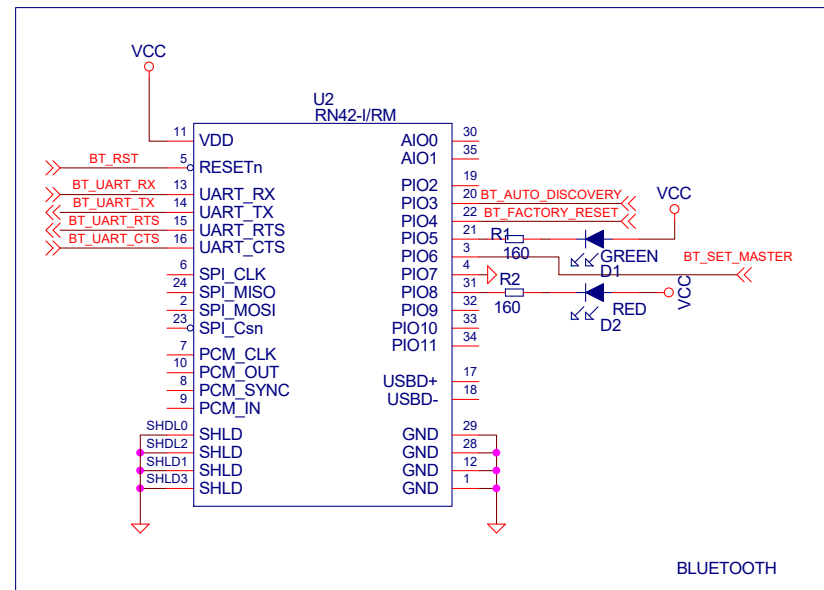 VCC
U2
RN42-I/RM
11 VDD
AIO0 30
AIO1 35
BT_RST 5 RESETn
PIO2 19
BT_UART_RX 13 UART_RX
PIO3 20 BT_AUTO_DISCOVERY
VCC
BT_UART_TX 14 UART_TX
PIO4 22 BT_FACTORY_RESET
BT_UART_RTS 15 UART_RTS
PIO5 21 R1 160 GREEN D1
BT_UART_CTS 16 UART_CTS
PIO6 3 BT_SET_MASTER
6 SPI_CLK
PIO7 4
24 SPI_MISO
PIO8 31 R2 160 RED D2 VCC
2 SPI_MOSI
PIO9 32
23 SPI_Csn
PIO10 33
PIO11 34
7 PCM_CLK
10 PCM_OUT
USBD+ 17
8 PCM_SYNC
USBD- 18
9 PCM_IN
SHDL0 SHLD
GND 29
SHDL2 SHLD
GND 28
SHLD1 SHLD
GND 12
SHLD3 SHLD
GND 1
BLUETOOTH